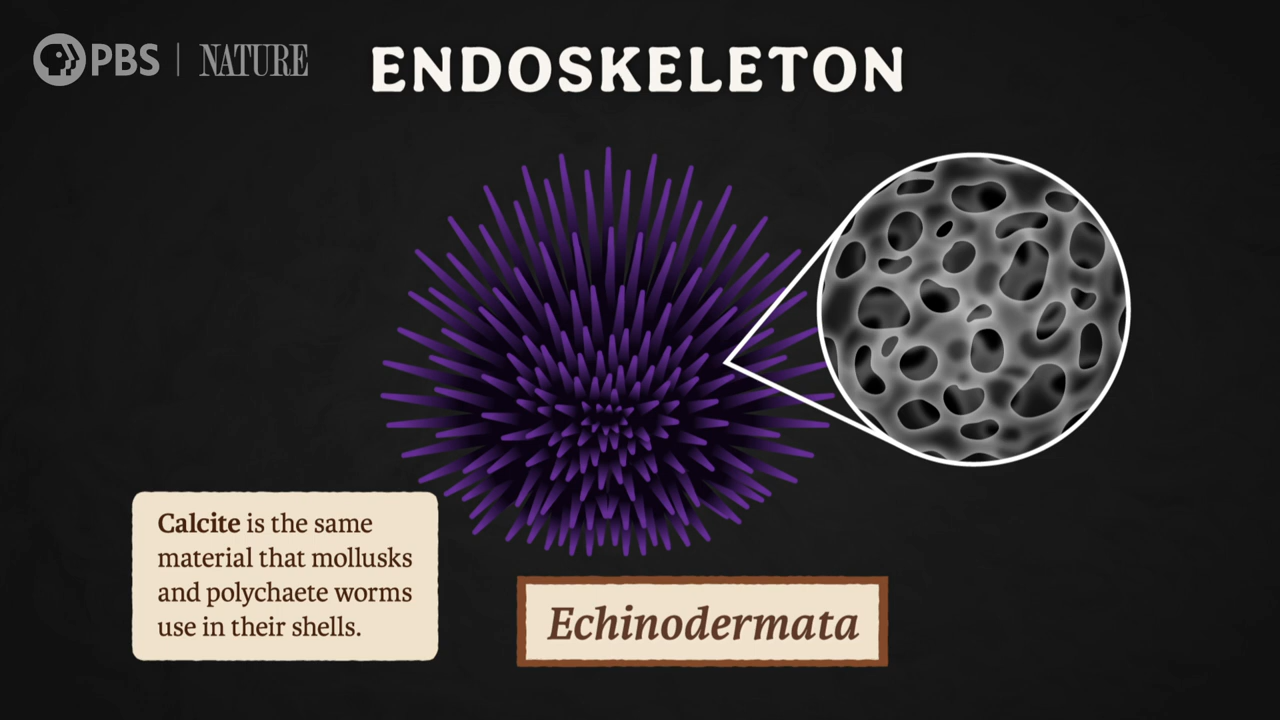 PBS | NATURE
ENDOSKELETON
Calcite is the same
material that mollusks
and polychaete worms
use in their shells.
Echinodermata